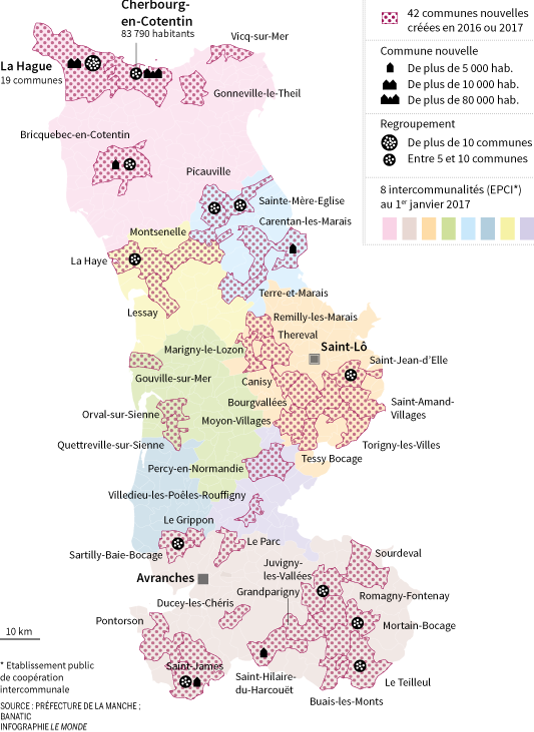 Cherbourg-
en-Cotentin
83 790 habitants
La Hague
19 communes
Vicq-sur-Mer
Gonneville-le-Theil
Bricquebec-en-Cotentin
Picauville
Sainte-Mère-Eglise
Carentan-les-Marais
Montsenelle
La Haye
Terre-et-Marais
Lessay
Remilly-les-Marais
Thereval
Marigny-le-Lozon
Saint-Lô
Saint-Jean-d'Elle
Gouville-sur-Mer
Canisy
Bourgvallées
Saint-Amand-
Villages
Orval-sur-Sienne
Moyon-Villages
Quettreville-sur-Sienne
Torigny-les-Villes
Tessy Bocage
Percy-en-Normandie
Villedieu-les-Poêles-Rouffigny
Le Grippon
Le Parc
Sartilly-Baie-Bocage
Sourdeval
Juvigny-
les-Vallées
Avranches
Grandparigny
Romagny-Fontenay
Ducey-les-Chéris
Pontorson
Mortain-Bocage
Saint-James
Saint-Hilaire-
du-Harcouët
Le Teilleul
Buais-les-Monts
42 communes nouvelles
créées en 2016 ou 2017
Commune nouvelle
De plus de 5 000 hab.
De plus de 10 000 hab.
De plus de 80 000 hab.
Regroupement
De plus de 10 communes
Entre 5 et 10 communes
8 intercommunalités (EPCI*)
au 1er janvier 2017
10 km
* Etablissement public
de coopération
intercommunale
SOURCE : PRÉFECTURE DE LA MANCHE ;
BANATIC
INFOGRAPHIE LE MONDE